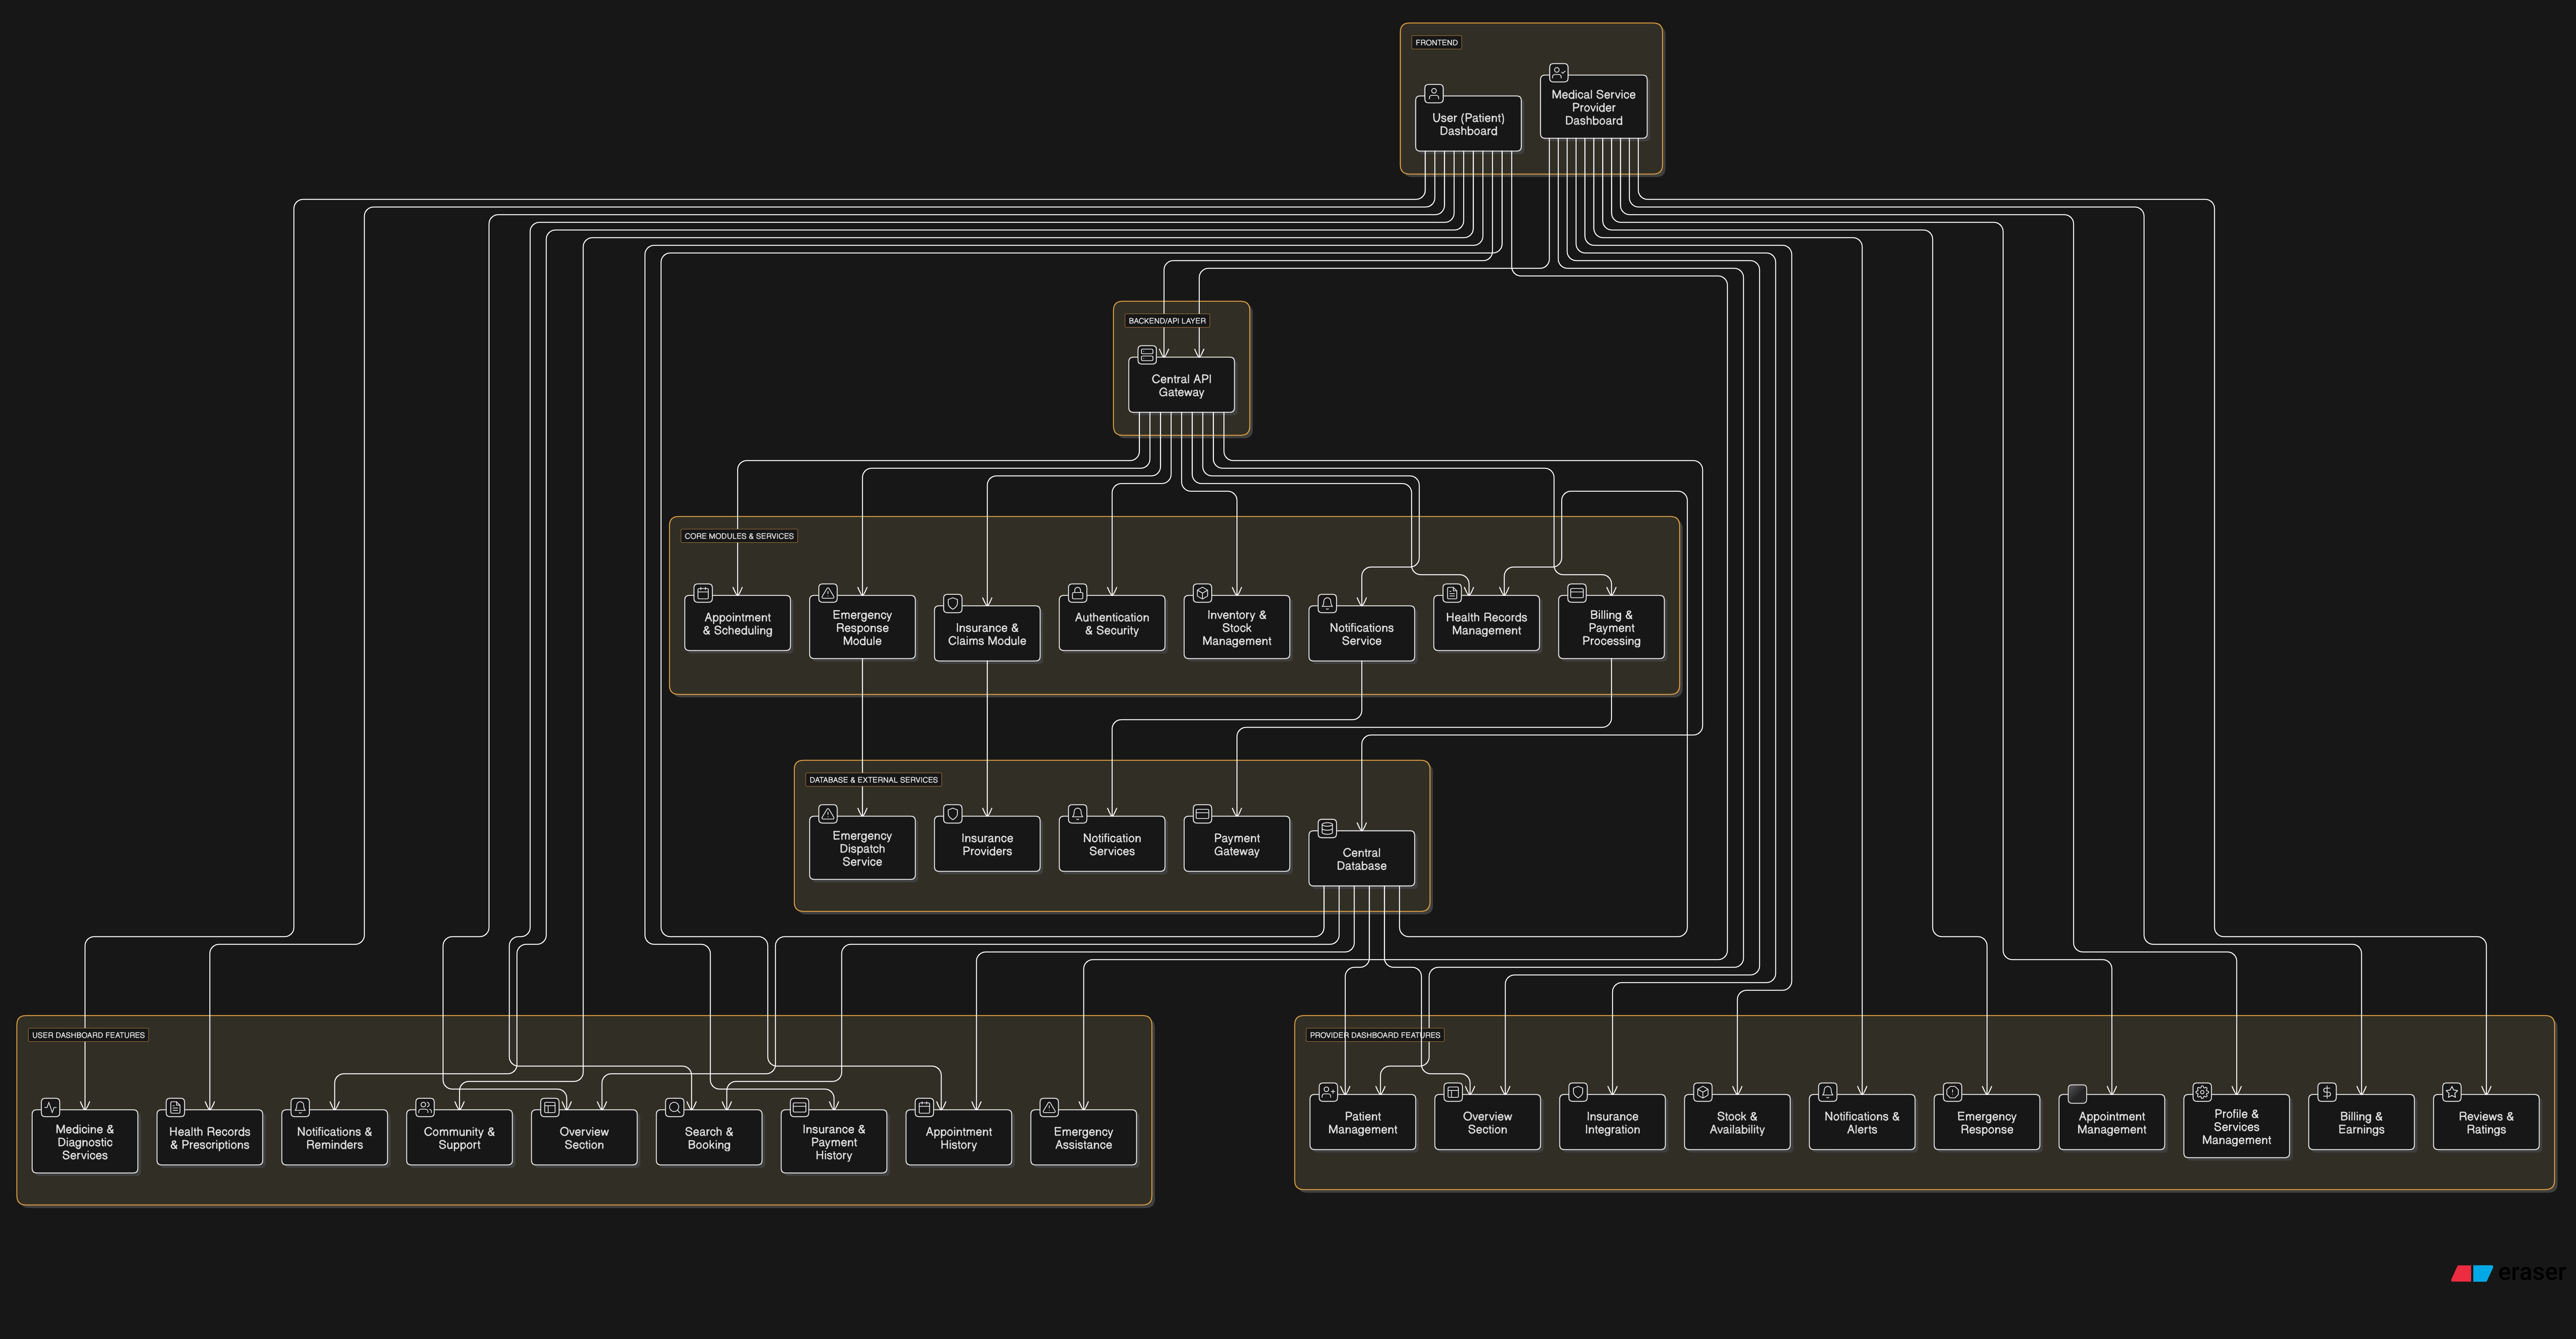 FRONTEND
Medical Service
Provider
Dashboard
User (Patient)
Dashboard
BACKEND/API LAYER
Central API
Gateway
CORE MODULES & SERVICES
Appointment
& Scheduling
Emergency
Response
Module
Insurance &
Claims Module
Authentication
& Security
Inventory &
Stock
Management
Notifications
Service
Health Records
Management
Billing &
Payment
Processing
DATABASE & EXTERNAL SERVICES
Emergency
Dispatch
Service
Insurance
Providers
Notification
Services
Payment
Gateway
Central
Database
USER DASHBOARD FEATURES
Medicine &
Diagnostic
Services
Health Records
& Prescriptions
Notifications &
Reminders
Community &
Support
Overview
Section
Search &
Booking
Insurance &
Payment
History
Appointment
History
Emergency
Assistance
PROVIDER DASHBOARD FEATURES
Patient
Management
Overview
Section
Insurance
Integration
Stock &
Availability
Notifications &
Alerts
Emergency
Response
Appointment
Management
Profile &
Services
Management
Billing &
Earnings
Reviews &
Ratings
eraser